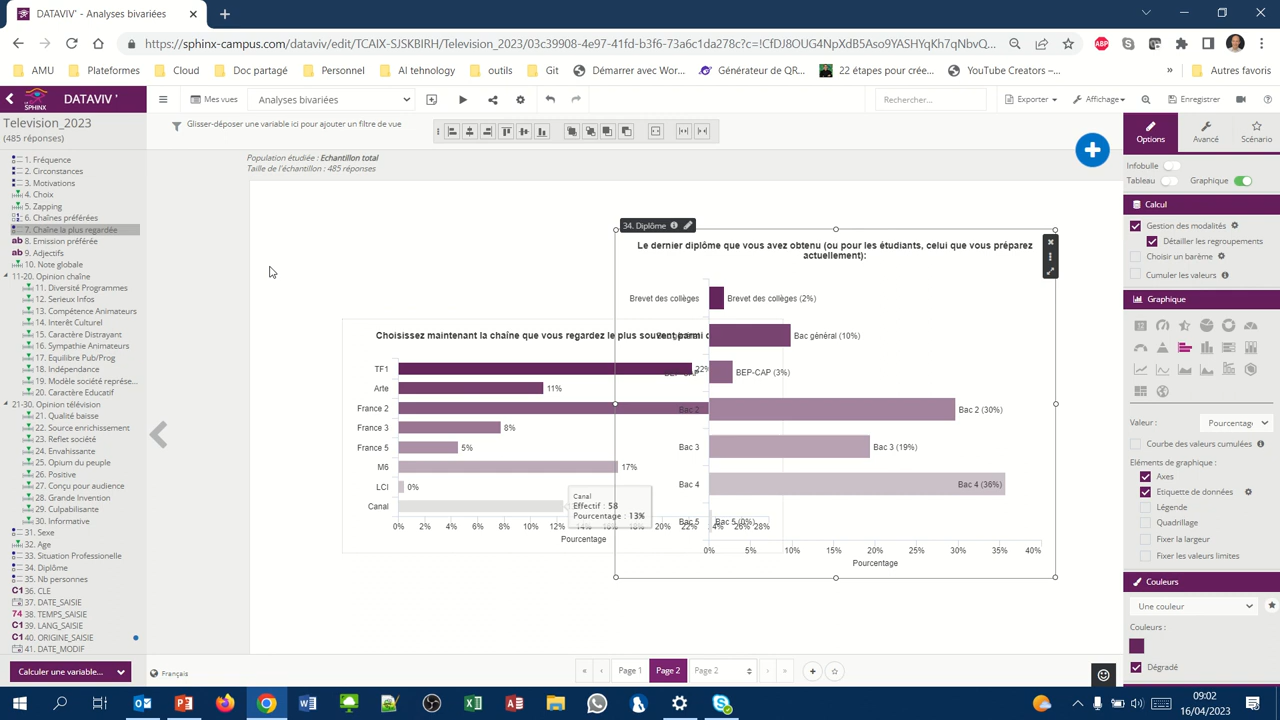 DATAVIV' - Analyses bivariées
https://sphinx-campus.com/dataviv/edit/
AMU
Plateformes
Cloud
Doc partagé
Personnel
AI tehnology
outils
Git
Démarrer avec Wor...
Générateur de QR...
22 étapes pour crée...
YouTube Creators –...
»
Autres favoris
SPHINX
DATAVIV '
Mes vues
Analyses bivariées
Rechercher...
Exporter
Affichage
Enregistrer
Television_2023
(485 réponses)
Glisser-déposer une variable ici pour ajouter un filtre de vue
Options
Avancé
Scénario
1. Fréquence
2. Circonstances
3. Motivations
4. Choix
5. Zapping
6. Chaînes préférées
7. Chaîne la plus regardée
8. Emission préférée
9. Adjectifs
10. Note globale
11-20. Opinion chaîne
11. Diversité Programmes
12. Serieux Infos
13. Compétence Animateurs
14. Interêt Culturel
15. Caractère Distrayant
16. Sympathie Animateurs
17. Equilibre Pub/Prog
18. Indépendance
19. Modèle société représe...
20. Caractère Educatif
21-30. Opinion télévision
21. Qualité baisse
22. Source enrichissement
23. Reflet société
24. Envahissante
25. Opium du peuple
26. Positive
27. Conçu pour audience
28. Grande Invention
29. Manipulation
30. Informative
31. Sexe
32. Age
33. Situation Professionelle
34. Diplôme
35. Nb personnes
36. CLE
37. DATE_SAISIE
38. TEMPS_SAISIE
39. LANG_SAISIE
40. ORIGINE_SAISIE
41. DATE_MODIF
Calculer une variable...
Population étudiée : Echantillon total
Taille de l'échantillon : 485 réponses
34. Diplôme
Le dernier diplôme que vous avez obtenu (ou pour les étudiants, celui que vous préparez
actuellement):
Brevet des collèges
Brevet des collèges (2%)
Bac général (10%)
BEP-CAP (3%)
Bac 2
Bac 2 (30%)
Bac 3
Bac 3 (19%)
Bac 4
Bac 4 (36%)
Bac 5
Bac 5 (0%)
0% 5% 10% 15% 20% 25% 30% 35% 40%
Pourcentage
Choisissez maintenant la chaîne que vous regardez le plus souvent parmi
TF1
22%
Arte
11%
France 2
France 3
8%
France 5
5%
M6
17%
LCI
0%
Canal
0% 2% 4% 6% 8% 10% 12% 14% 16% 18% 20% 22% 24% 26% 28%
Pourcentage
Canal
Effectif : 58
Pourcentage : 13%
Infobulle
Tableau
Graphique
Calcul
Gestion des modalités
Détailler les regroupements
Choisir un barème
Cumuler les valeurs
Graphique
Valeur :
Pourcentage
Courbe des valeurs cumulées
Eléments de graphique :
Axes
Etiquette de données
Légende
Quadrillage
Fixer la largeur
Fixer les valeurs limites
Couleurs
Une couleur
Couleurs :
Dégradé
Français
« ‹ Page 1 Page 2 Page 2 › »
09:02
16/04/2023